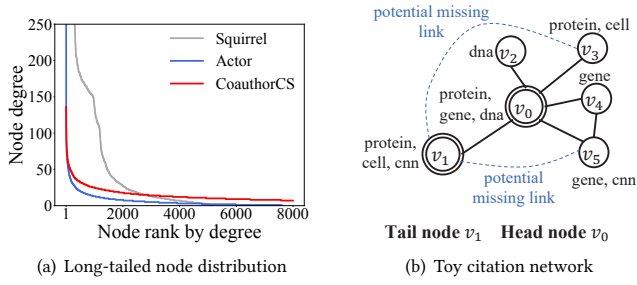 250
200
150
100
50
0
Node degree
Squirrel
Actor
CoauthorCS
1 2000 4000 6000 8000
Node rank by degree
(a) Long-tailed node distribution
potential missing
link
protein, cell
dna
v2
v3
gene
protein,
gene, dna
v0
v4
protein,
cell, cnn
v1
v5
potential
missing link
gene, cnn
Tail node v1 Head node v0
(b) Toy citation network